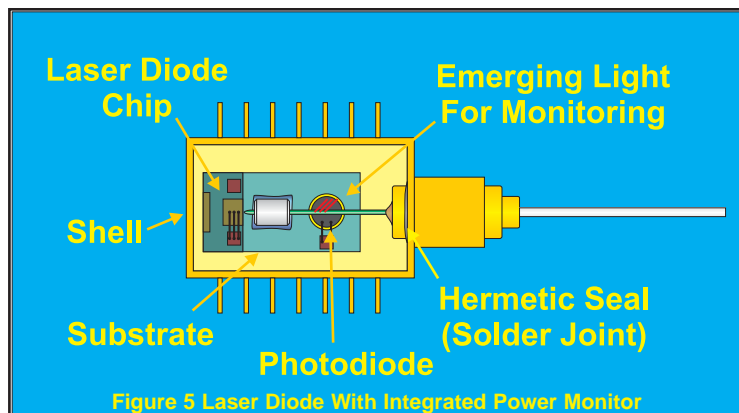 Laser Diode
Chip
Emerging Light
For Monitoring
Shell
Substrate
Photodiode
Hermetic Seal
(Solder Joint)
Figure 5 Laser Diode With Integrated Power Monitor